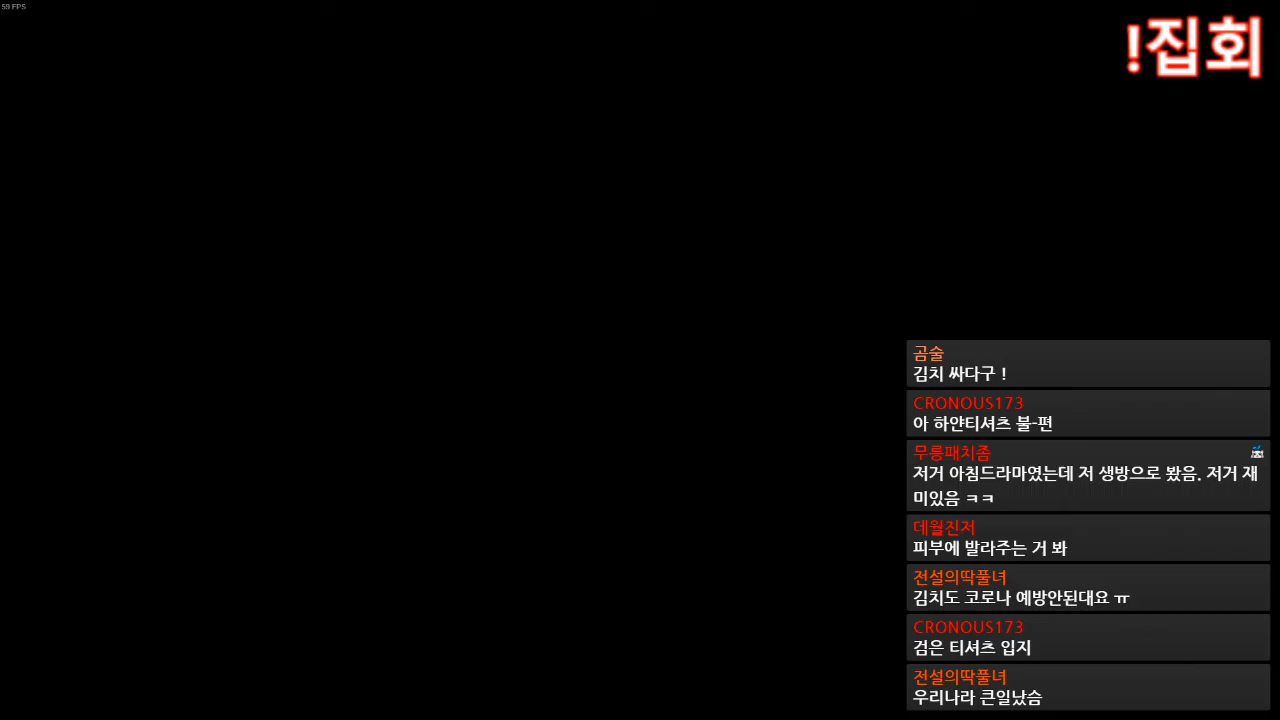 59 FPS
!집회
곰술
김치 싸다구 !
CRONOUS173
아 하얀티셔츠 불-편
무릉패치좀
저거 아침드라마였는데 저 생방으로 봤음. 저거 재
미있음 ㅋㅋ
데월진저
피부에 발라주는 거 봐
전설의딱풀녀
김치도 코로나 예방안된대요 ㅠ
CRONOUS173
검은 티셔츠 입지
전설의딱풀녀
우리나라 큰일났슴